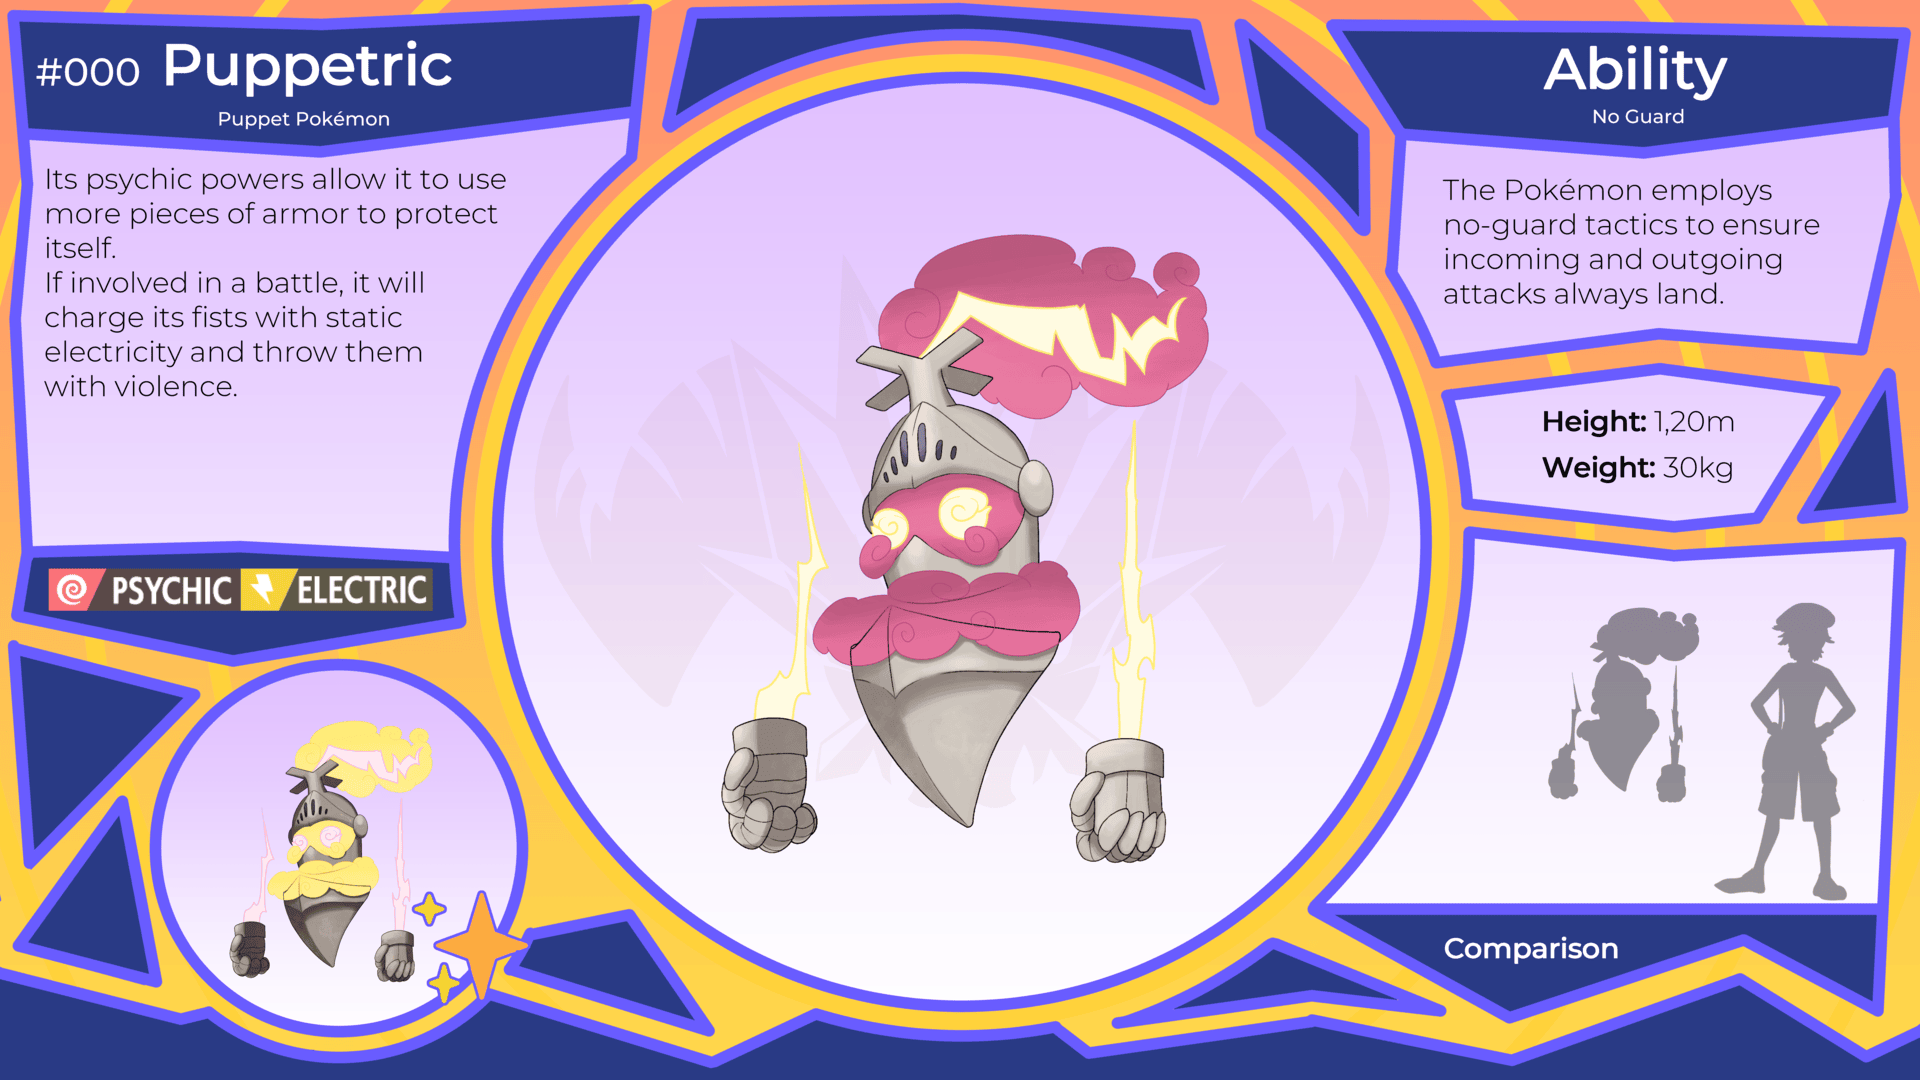 #000 Puppetric
Puppet Pokémon
Its psychic powers allow it to use
more pieces of armor to protect
itself.
If involved in a battle, it will
charge its fists with static
electricity and throw them
with violence.
PSYCHIC ELECTRIC
Ability
No Guard
The Pokémon employs
no-guard tactics to ensure
incoming and outgoing
attacks always land.
Height: 1,20m
Weight: 30kg
Comparison